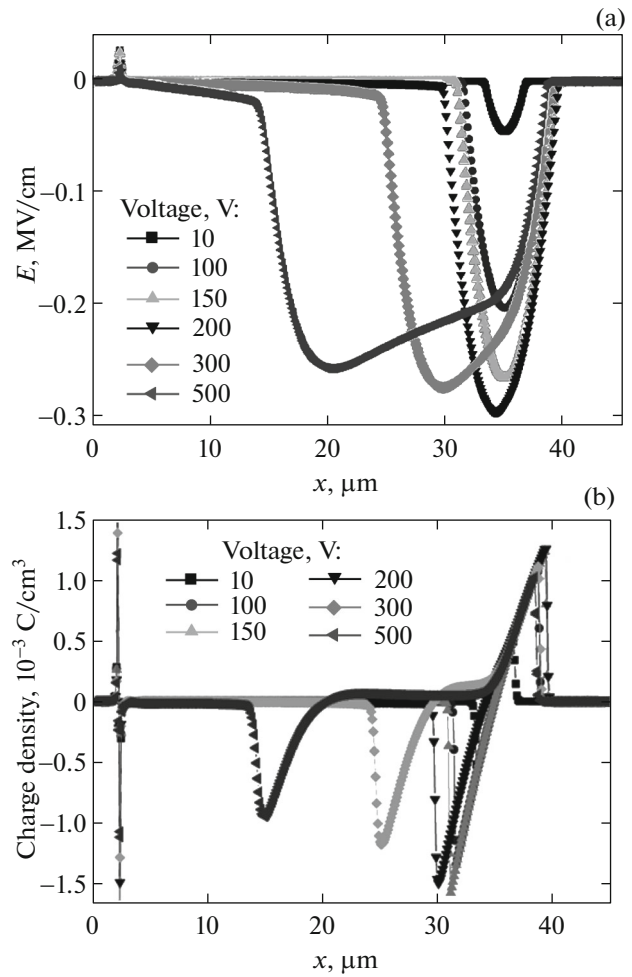 (a)
0
−0.1
−0.2
−0.3
E, MV/cm
Voltage, V:
10
100
150
200
300
500
0 10 20 30 40
x, μm
(b)
1.5
1.0
0.5
0
−0.5
−1.0
−1.5
Charge density, 10⁻³ C/cm³
Voltage, V:
10 200
100 300
150 500
0 10 20 30 40
x, μm